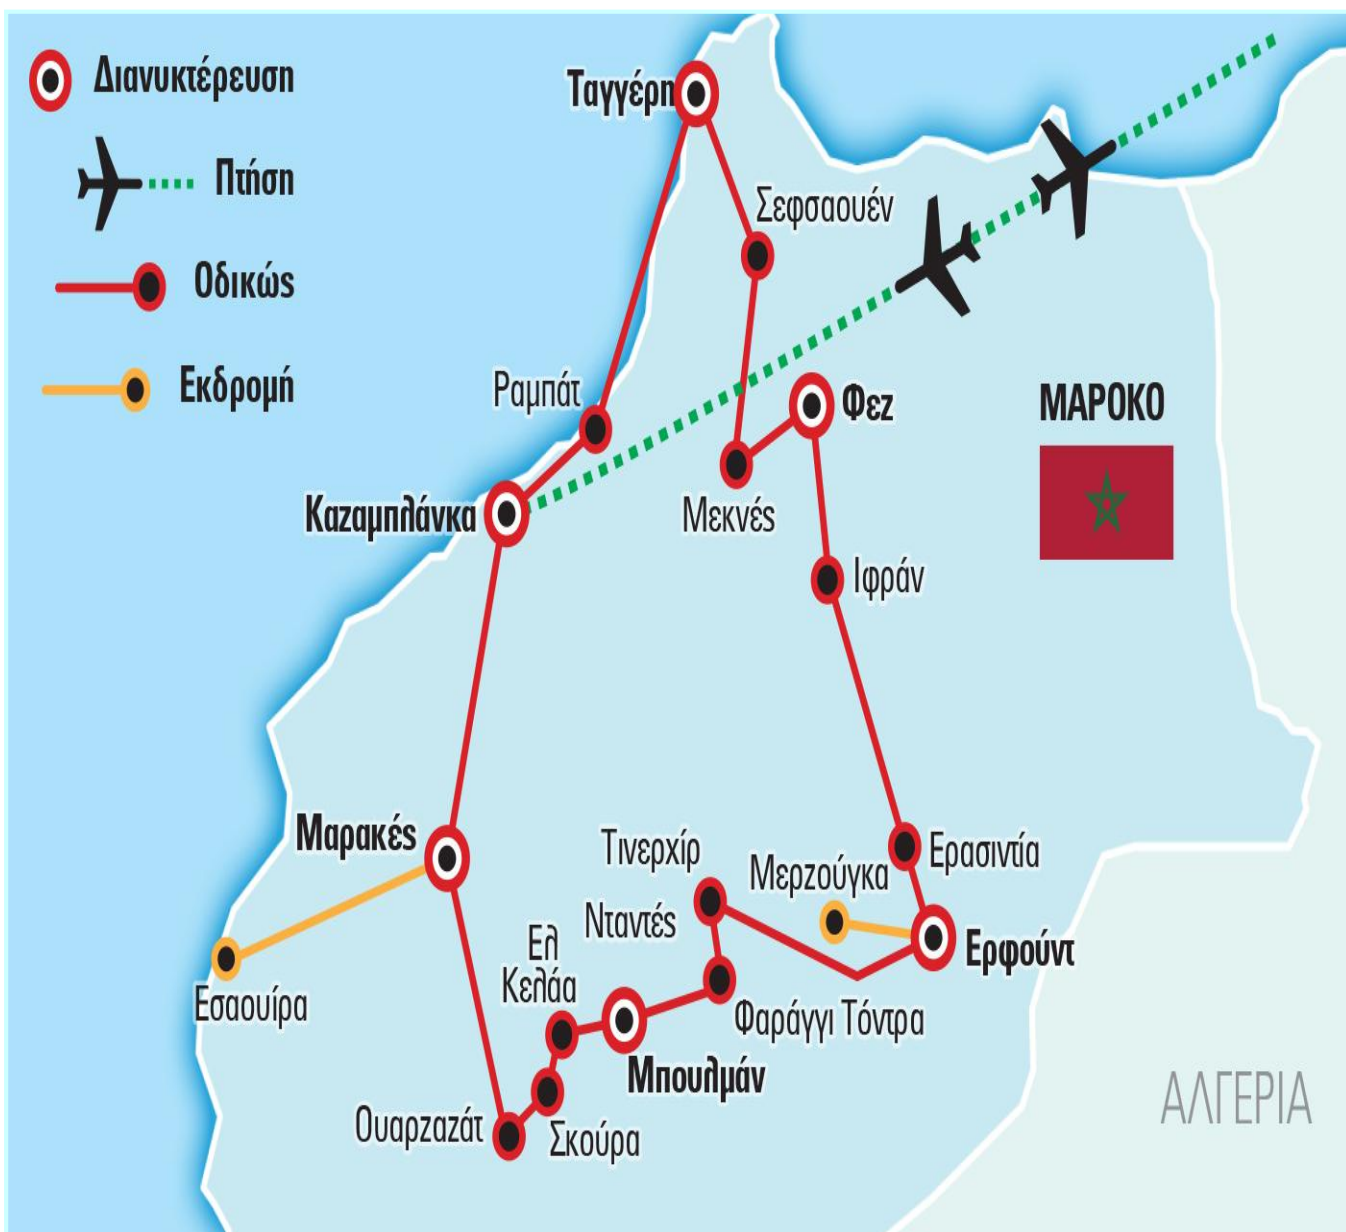 Διανυκτέρευση
Πτήση
Οδικώς
Εκδρομή
Ταγγέρη
Σεφσαουέν
Ραμπάτ
Φεζ
ΜΑΡΟΚΟ
Μεκνές
Καζαμπλάνκα
Ιφράν
Μαρακές
Τινερχίρ
Μερζούγκα
Ερασιντία
Νταντές
Ελ
Κελάα
Ερφούντ
Εσαουίρα
Φαράγγι Τόντρα
Μπουλμάν
Ουαρζαζάτ
Σκούρα
ΑΛΓΕΡΙΑ